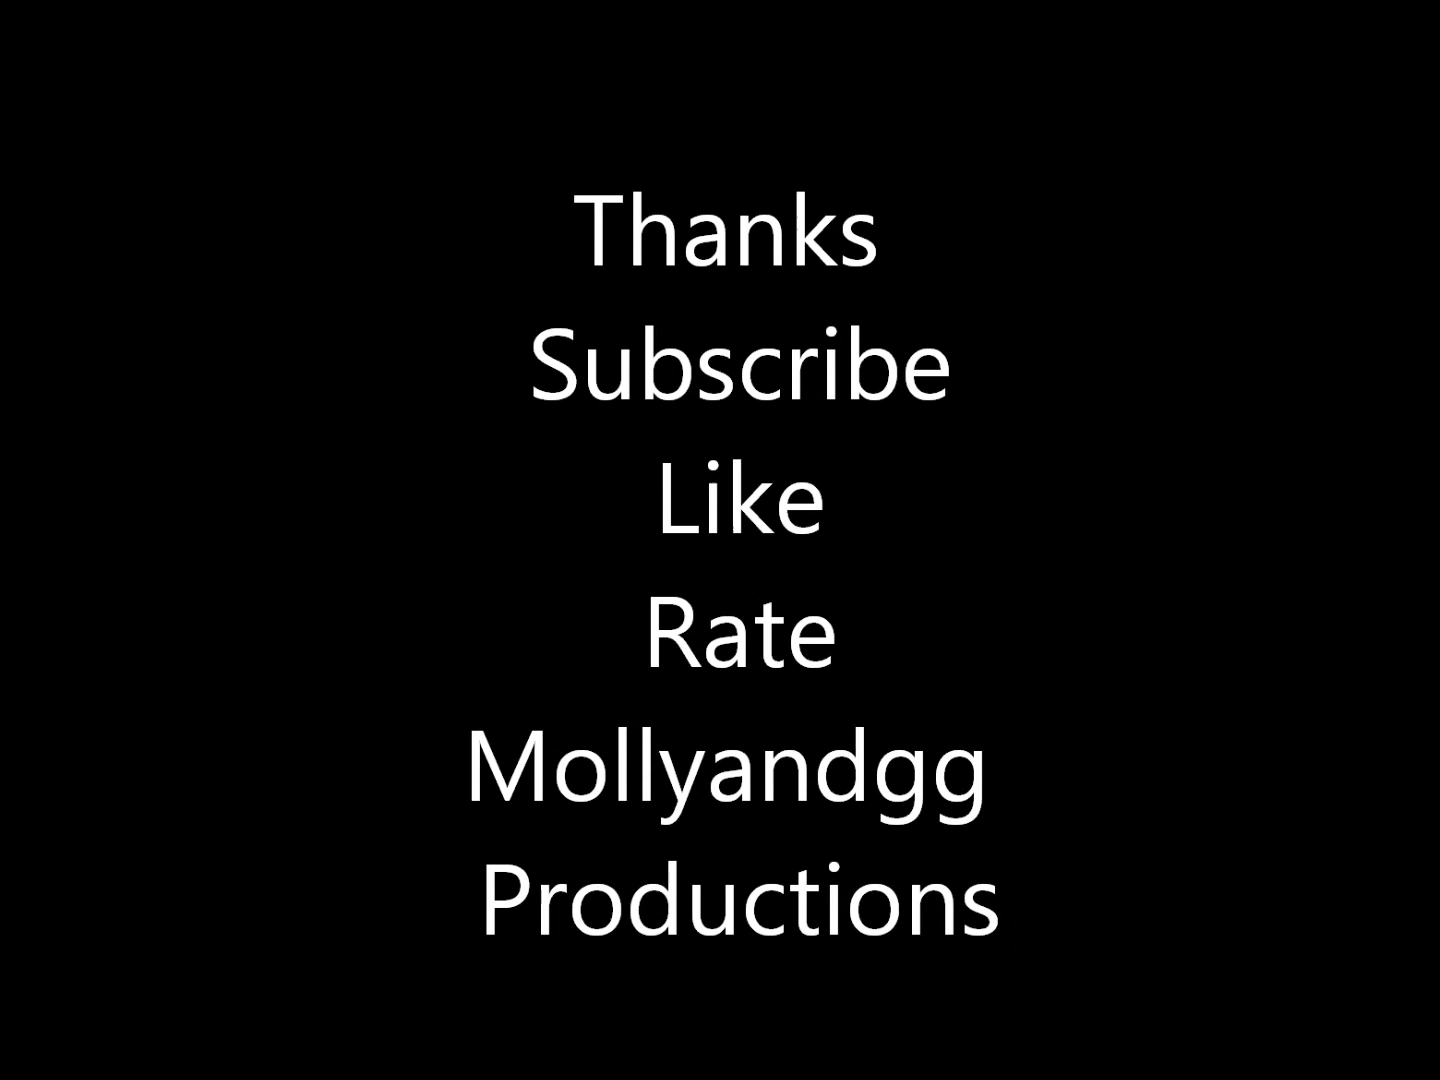 Thanks
Subscribe
Like
Rate
Mollyandgg
Productions